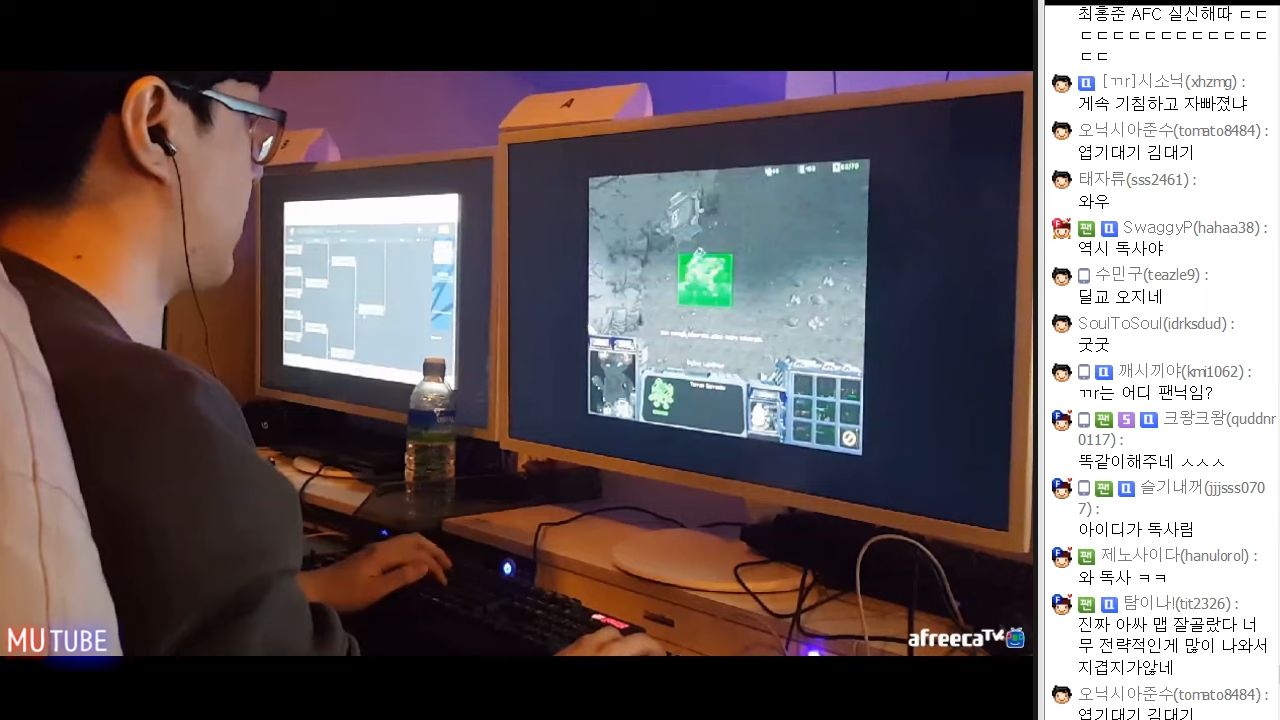 최홍준 AFC 실신해따 ㄷㄷ
ㄷㄷㄷㄷㄷㄷㄷㄷㄷㄷㄷㄷ
ㄷㄷ
[ㄲr]시소닉(xhzmg) :
게속 기침하고 자빠졌냐
오닉시아준수(tomato8484) :
엽기대기 김대기
태자류(sss2461) :
와우
팬 SwaggyP(hahaa38) :
역시 독사야
수민구(teazle9) :
딜교 오지네
SoulToSoul(idrksdud) :
굿굿
깨시끼야(kmi1062) :
ㄲr는 어디 팬닉임?
팬 S 크왕크왕(quddnr
0117) :
똑같이해주네 ㅅㅅㅅ
팬 슬기내꺼(jjjsss070
7) :
아이디가 독사림
팬 제노사이다(hanulorol) :
와 독사 ㅋㅋ
팬 탐이나!(tit2326) :
진짜 아싸 맵 잘골랐다 너
무 전략적인게 많이 나와서
지겹지가않네
오닉시아준수(tomato8484) :
엽기대기 김대기
A
MUTUBE
afreecaTV